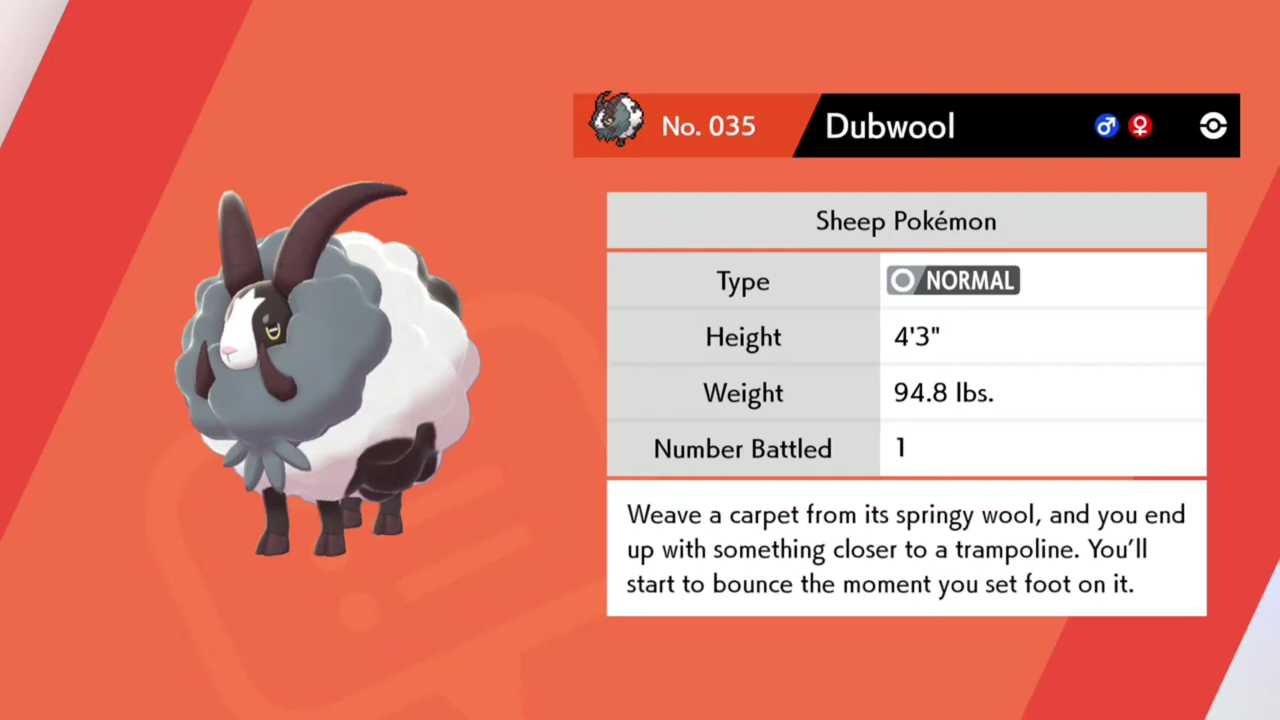 No. 035 Dubwool
Sheep Pokémon
Type NORMAL
Height 4'3"
Weight 94.8 lbs.
Number Battled 1
Weave a carpet from its springy wool, and you end
up with something closer to a trampoline. You'll
start to bounce the moment you set foot on it.